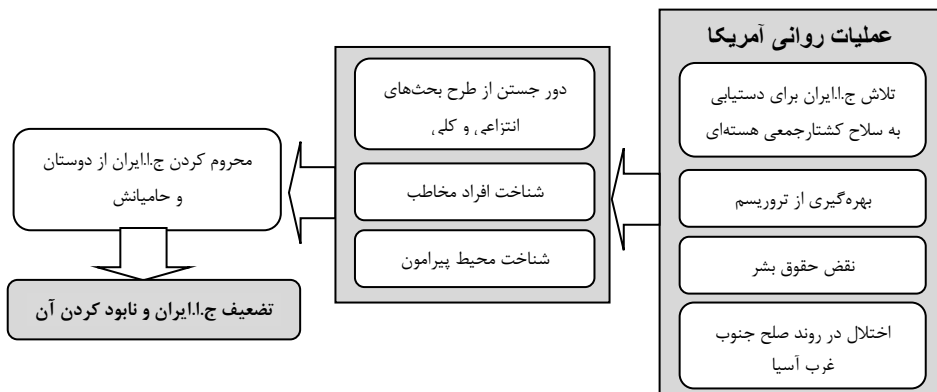 عملیات روانی آمریکا
تلاش ج.ا.ایران برای دستیابی
به سلاح کشتارجمعی هسته‌ای
بهره‌گیری از تروریسم
نقض حقوق بشر
اختلال در روند صلح جنوب
غرب آسیا
دور جستن از طرح بحث‌های
انتزاعی و کلی
شناخت افراد مخاطب
شناخت محیط پیرامون
محروم کردن ج.ا.ایران از دوستان
و حامیانش
تضعیف ج.ا.ایران و نابود کردن آن